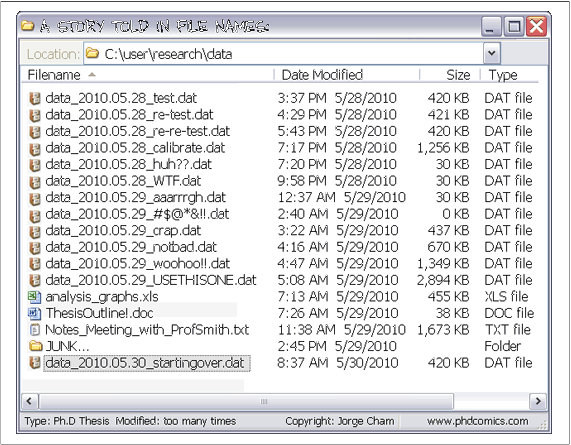 A STORY TOLD IN FILE NAMES:
Location: C:\user\research\data
Filename Date Modified Size Type
data_2010.05.28_test.dat 3:37 PM 5/28/2010 420 KB DAT file
data_2010.05.28_re-test.dat 4:29 PM 5/28/2010 421 KB DAT file
data_2010.05.28_re-re-test.dat 5:43 PM 5/28/2010 420 KB DAT file
data_2010.05.28_calibrate.dat 7:17 PM 5/28/2010 1,256 KB DAT file
data_2010.05.28_huh??.dat 7:20 PM 5/28/2010 30 KB DAT file
data_2010.05.28_WTF.dat 9:58 PM 5/28/2010 30 KB DAT file
data_2010.05.29_aaarrrgh.dat 12:37 AM 5/29/2010 30 KB DAT file
data_2010.05.29_#$@*&!!.dat 2:40 AM 5/29/2010 0 KB DAT file
data_2010.05.29_crap.dat 3:22 AM 5/29/2010 437 KB DAT file
data_2010.05.29_notbad.dat 4:16 AM 5/29/2010 670 KB DAT file
data_2010.05.29_woohoo!!.dat 4:47 AM 5/29/2010 1,349 KB DAT file
data_2010.05.29_USETHISONE.dat 5:08 AM 5/29/2010 2,894 KB DAT file
analysis_graphs.xls 7:13 AM 5/29/2010 455 KB XLS file
ThesisOutline!.doc 7:26 AM 5/29/2010 38 KB DOC file
Notes_Meeting_with_ProfSmith.txt 11:38 AM 5/29/2010 1,673 KB TXT file
JUNK... 2:45 PM 5/29/2010 Folder
data_2010.05.30_startingover.dat 8:37 AM 5/30/2010 420 KB DAT file
Type: Ph.D Thesis Modified: too many times Copyright: Jorge Cham www.phdcomics.com